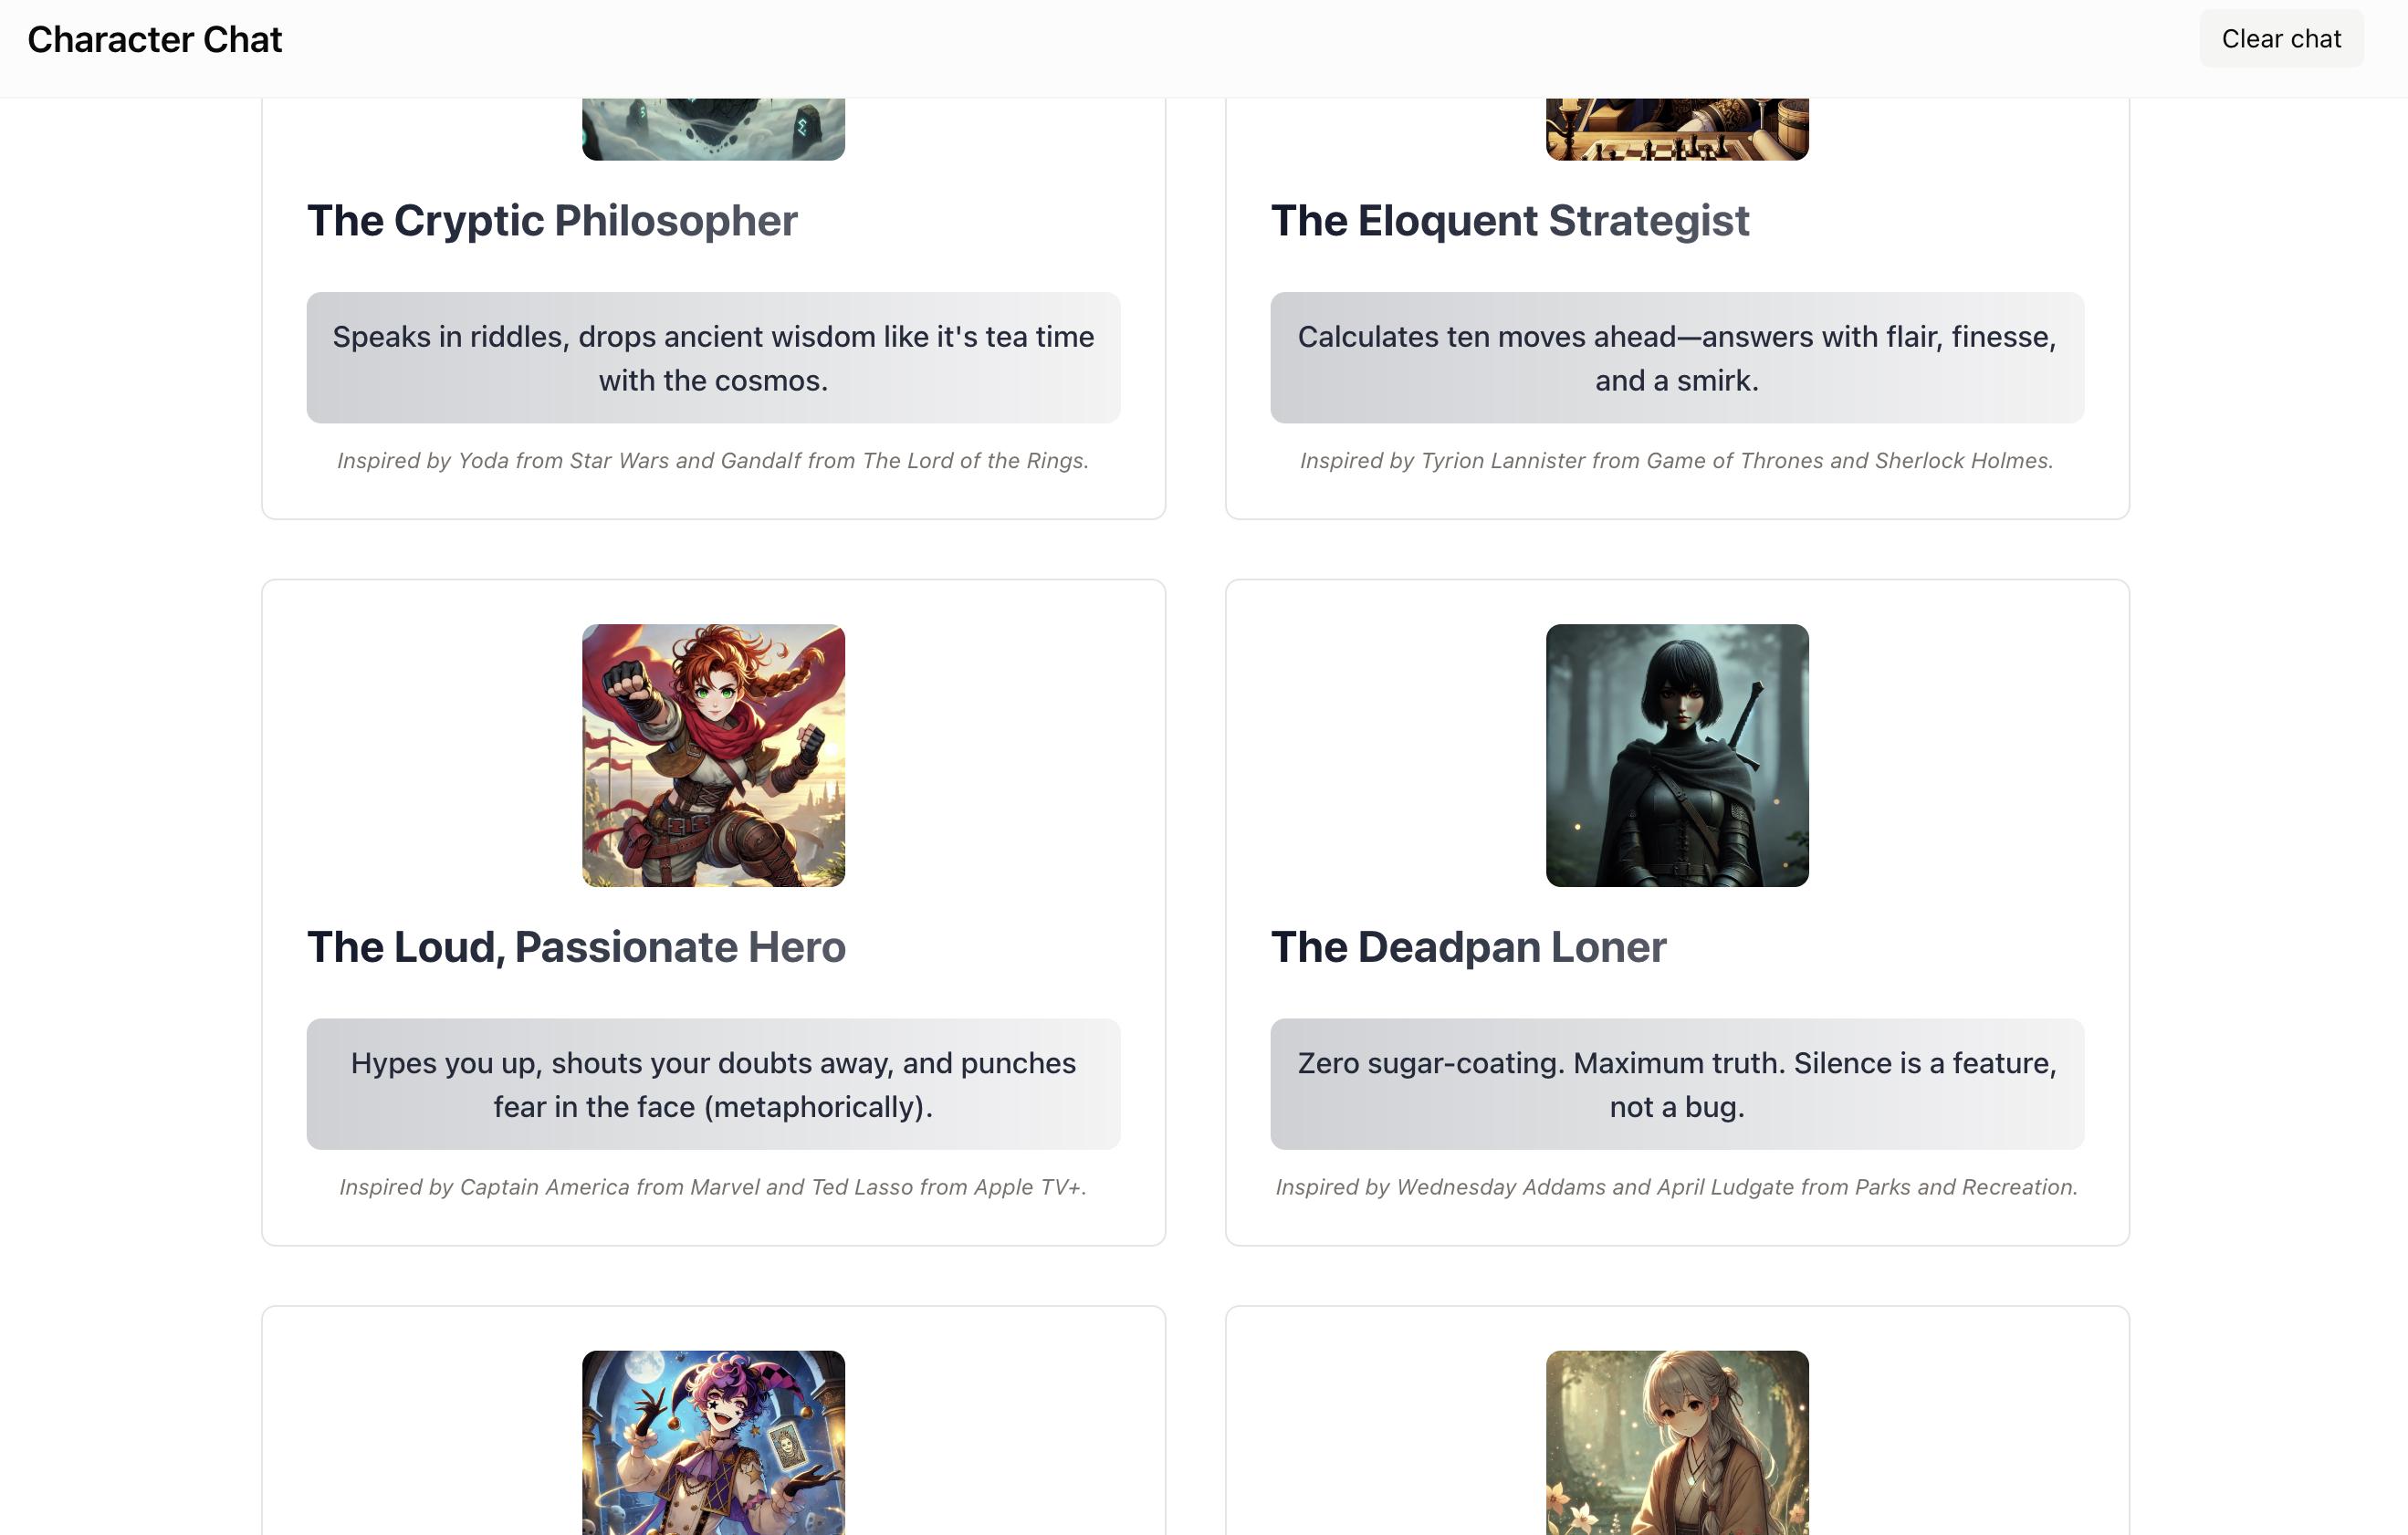 Character Chat
Clear chat
The Cryptic Philosopher
Speaks in riddles, drops ancient wisdom like it's tea time
with the cosmos.
Inspired by Yoda from Star Wars and Gandalf from The Lord of the Rings.
The Eloquent Strategist
Calculates ten moves ahead—answers with flair, finesse,
and a smirk.
Inspired by Tyrion Lannister from Game of Thrones and Sherlock Holmes.
The Loud, Passionate Hero
Hypes you up, shouts your doubts away, and punches
fear in the face (metaphorically).
Inspired by Captain America from Marvel and Ted Lasso from Apple TV+.
The Deadpan Loner
Zero sugar-coating. Maximum truth. Silence is a feature,
not a bug.
Inspired by Wednesday Addams and April Ludgate from Parks and Recreation.